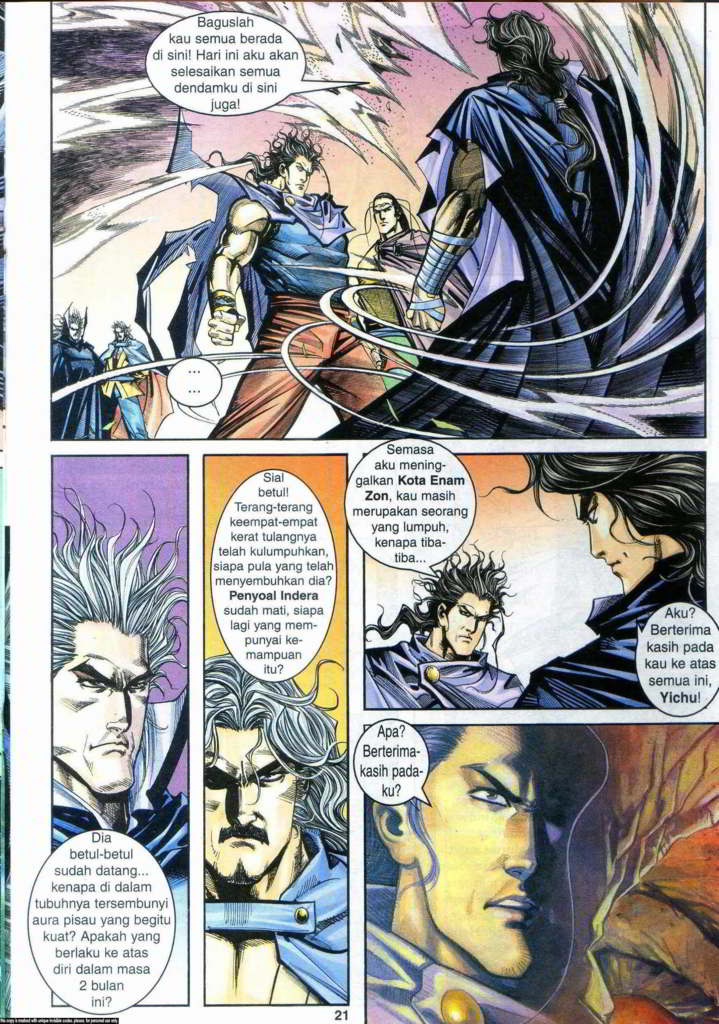 Baguslah
kau semua berada
di sini! Hari ini aku akan
selesaikan semua
dendamku di sini
juga!
...
...
Dia
betul-betul
sudah datang...
kenapa di dalam
tubuhnya tersembunyi
aura pisau yang begitu
kuat? Apakah yang
berlaku ke atas
diri dalam masa
2 bulan
ini?
Sial
betul!
Terang-terang
keempat-empat
kerat tulangnya
telah kulumpuhkan,
siapa pula yang telah
menyembuhkan dia?
Penyoal Indera
sudah mati, siapa
lagi yang mem-
punyai ke-
mampuan
itu?
Semasa
aku mening-
galkan Kota Enam
Zon, kau masih
merupakan seorang
yang lumpuh,
kenapa tiba-
tiba...
Aku?
Berterima
kasih pada
kau ke atas
semua ini,
Yichu!
Apa?
Berterima-
kasih pada-
ku?
21